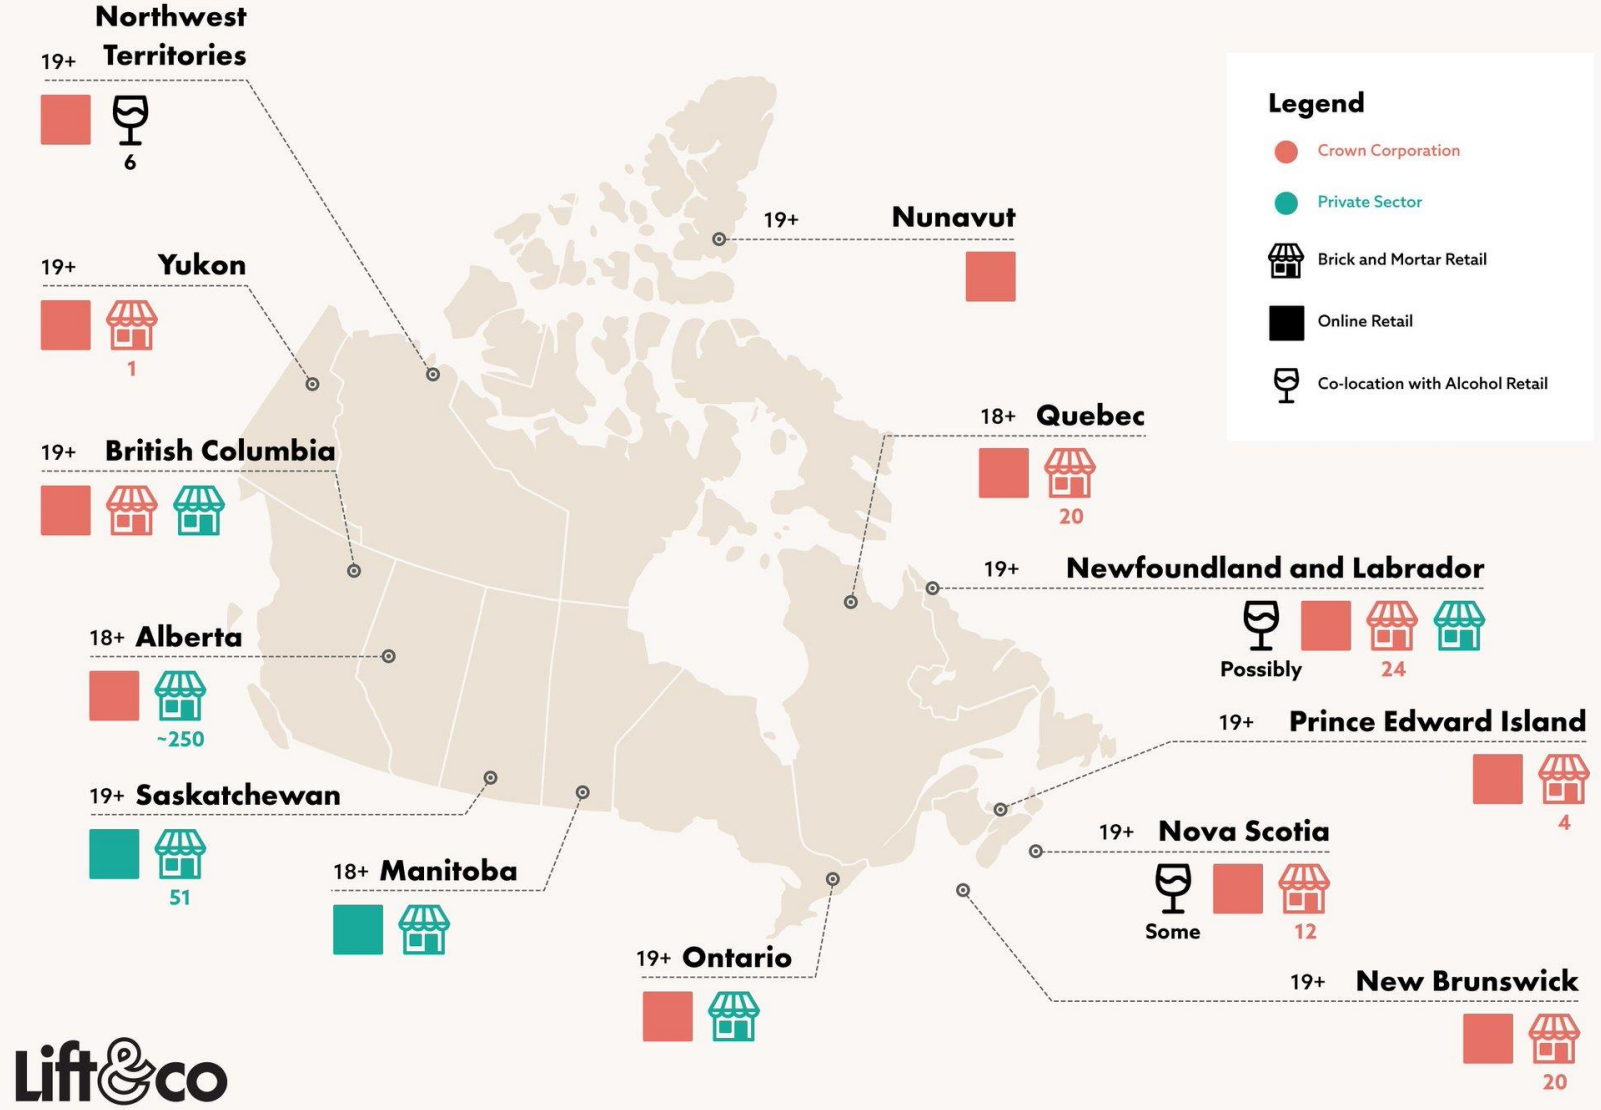 Northwest
19+ Territories
6
19+ Nunavut
19+ Yukon
1
19+ British Columbia
18+ Alberta
~250
19+ Saskatchewan
51
18+ Manitoba
19+ Ontario
18+ Quebec
20
19+ Newfoundland and Labrador
Possibly 24
19+ Prince Edward Island
4
19+ Nova Scotia
Some 12
19+ New Brunswick
20
Legend
Crown Corporation
Private Sector
Brick and Mortar Retail
Online Retail
Co-location with Alcohol Retail
Lift&co